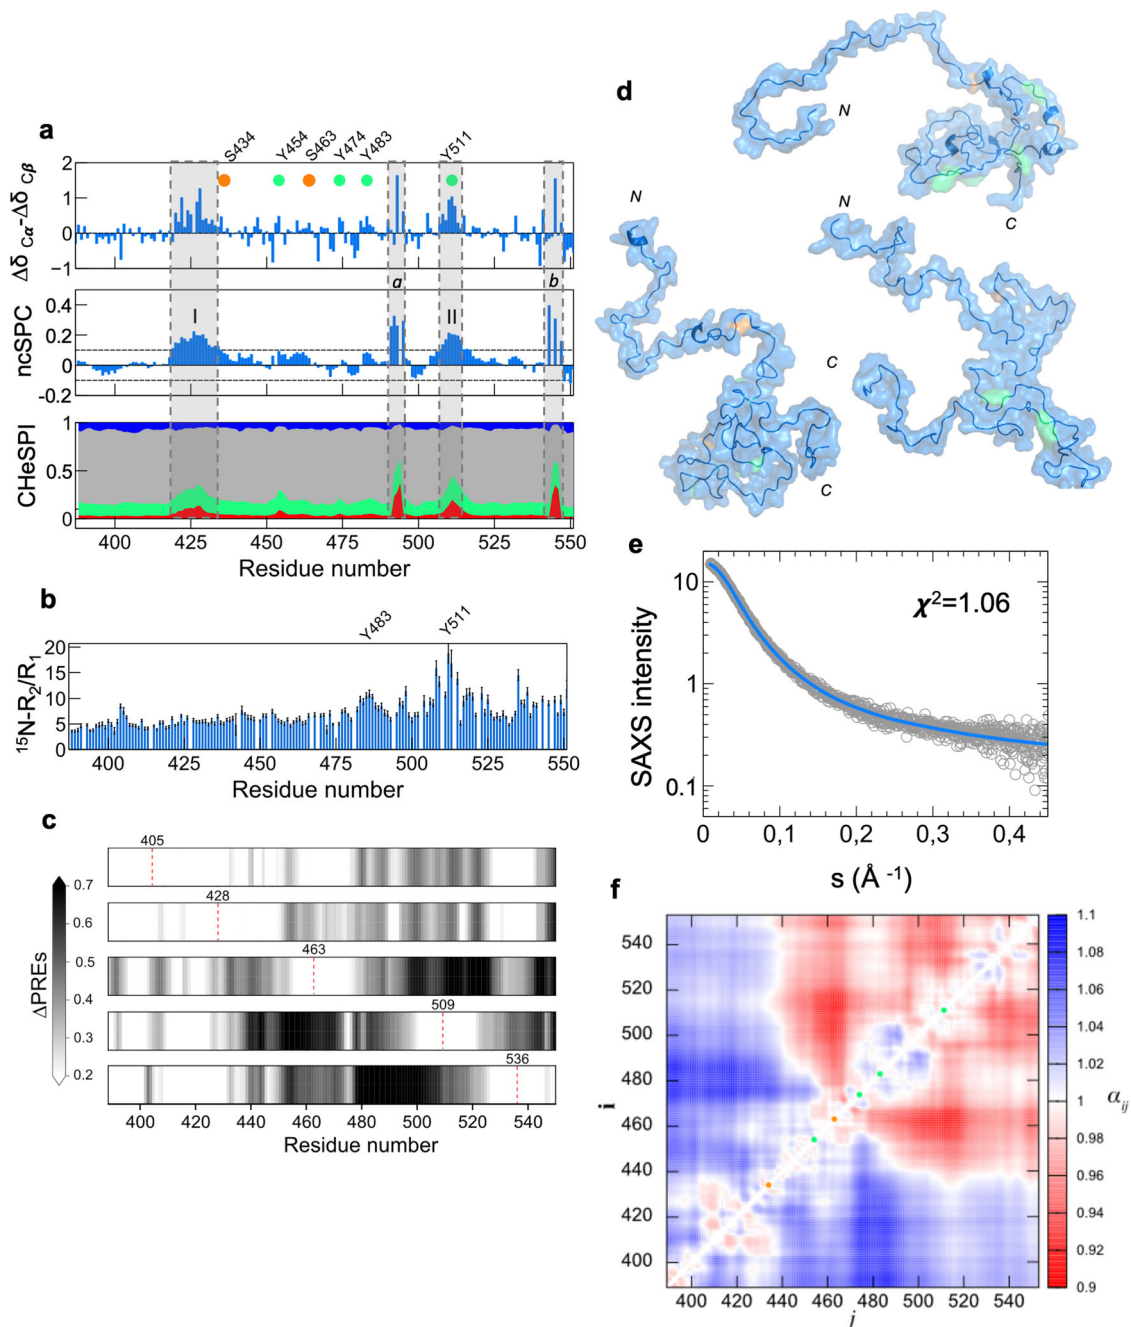 a
S434
Y454
S463
Y474
Y483
Y511
Δδ Cα-Δδ Cβ
2
1
0
−1
ncSPC
0.4
0.2
0
-0.2
I
a
II
b
CHeSPI
1
0.5
0
400 425 450 475 500 525 550
Residue number
b
Y483
Y511
15N-R2/R1
20
15
10
5
0
400 425 450 475 500 525 550
Residue number
c
ΔPREs
0.7
0.6
0.5
0.4
0.3
0.2
405
428
463
509
536
400 420 440 460 480 500 520 540
Residue number
d
N
C
N
C
N
C
e
SAXS intensity
10
1
0.1
χ2=1.06
0 0,1 0,2 0,3 0,4
s (Å -1)
f
i
540
520
500
480
460
440
420
400
400 420 440 460 480 500 520 540
j
1.1
1.08
1.06
1.04
1.02
1
0.98
0.96
0.94
0.92
0.9
αij